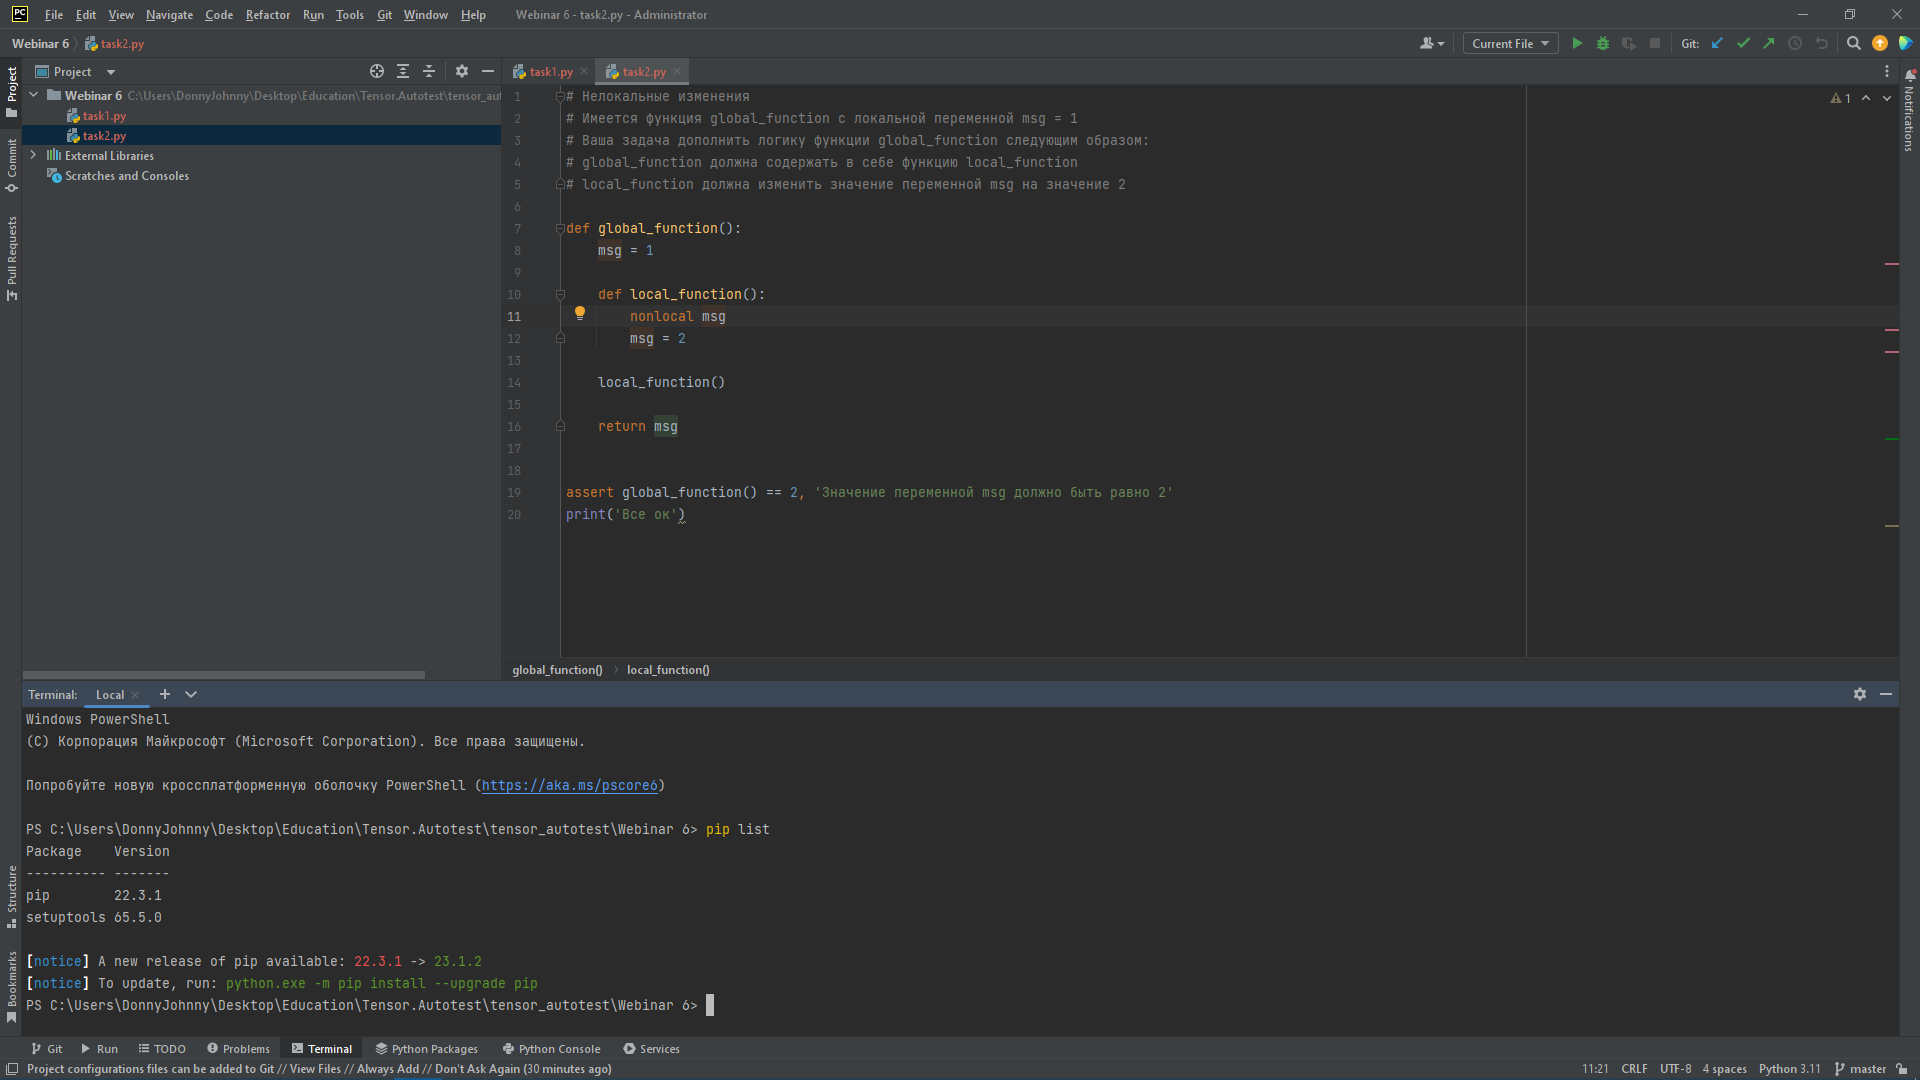 PC File Edit View Navigate Code Refactor Run Tools Git Window Help Webinar 6 - task2.py - Administrator
Webinar 6 task2.py Current File Git:
Project
Project
Commit
Pull Requests
Structure
Bookmarks
Notifications
Webinar 6 C:\Users\DonnyJohnny\Desktop\Education\Tensor.Autotest\tensor_aut
task1.py
task2.py
External Libraries
Scratches and Consoles
task1.py task2.py
1
1 # Нелокальные изменения
2 # Имеется функция global_function с локальной переменной msg = 1
3 # Ваша задача дополнить логику функции global_function следующим образом:
4 # global_function должна содержать в себе функцию local_function
5 # local_function должна изменить значение переменной msg на значение 2
6
7 def global_function():
8 msg = 1
9
10 def local_function():
11 nonlocal msg
12 msg = 2
13
14 local_function()
15
16 return msg
17
18
19 assert global_function() == 2, 'Значение переменной msg должно быть равно 2'
20 print('Все ок')
global_function() local_function()
Terminal: Local
Windows PowerShell
(C) Корпорация Майкрософт (Microsoft Corporation). Все права защищены.
Попробуйте новую кроссплатформенную оболочку PowerShell (https://aka.ms/pscore6)
PS C:\Users\DonnyJohnny\Desktop\Education\Tensor.Autotest\tensor_autotest\Webinar 6> pip list
Package Version
---------- -------
pip 22.3.1
setuptools 65.5.0
[notice] A new release of pip available: 22.3.1 -> 23.1.2
[notice] To update, run: python.exe -m pip install --upgrade pip
PS C:\Users\DonnyJohnny\Desktop\Education\Tensor.Autotest\tensor_autotest\Webinar 6>
Git Run TODO Problems Terminal Python Packages Python Console Services
Project configurations files can be added to Git // View Files // Always Add // Don't Ask Again (30 minutes ago) 11:21 CRLF UTF-8 4 spaces Python 3.11 master